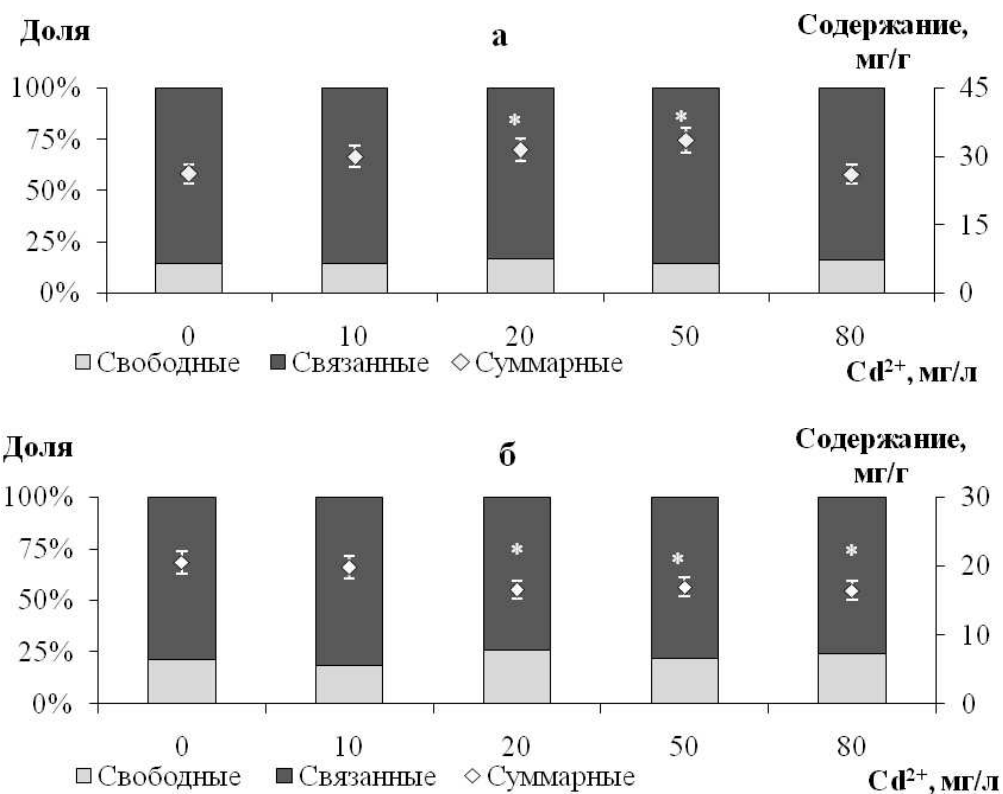 Доля
а
Содержание,
мг/г
100%
75%
50%
25%
0%
45
30
15
0
*
*
0 10 20 50 80
Свободные Связанные Суммарные
Cd²⁺, мг/л
Доля
б
Содержание,
мг/г
100%
75%
50%
25%
0%
30
20
10
0
*
*
*
0 10 20 50 80
Свободные Связанные Суммарные
Cd²⁺, мг/л